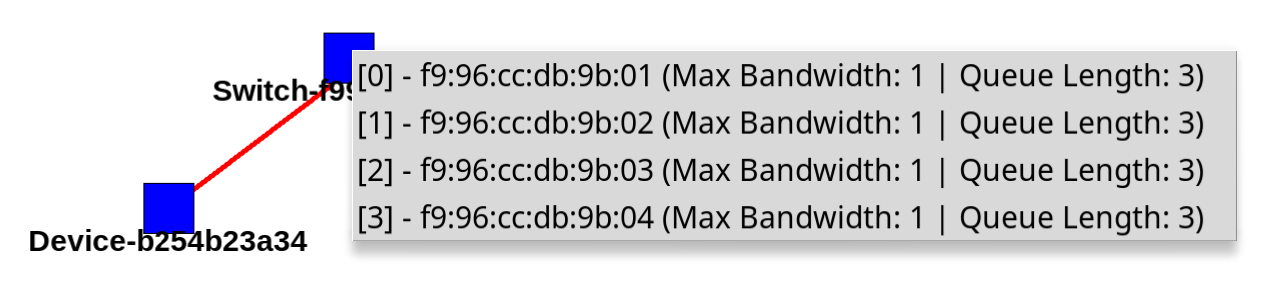 Switch-f99
[0] - f9:96:cc:db:9b:01 (Max Bandwidth: 1 | Queue Length: 3)
[1] - f9:96:cc:db:9b:02 (Max Bandwidth: 1 | Queue Length: 3)
[2] - f9:96:cc:db:9b:03 (Max Bandwidth: 1 | Queue Length: 3)
[3] - f9:96:cc:db:9b:04 (Max Bandwidth: 1 | Queue Length: 3)
Device-b254b23a34